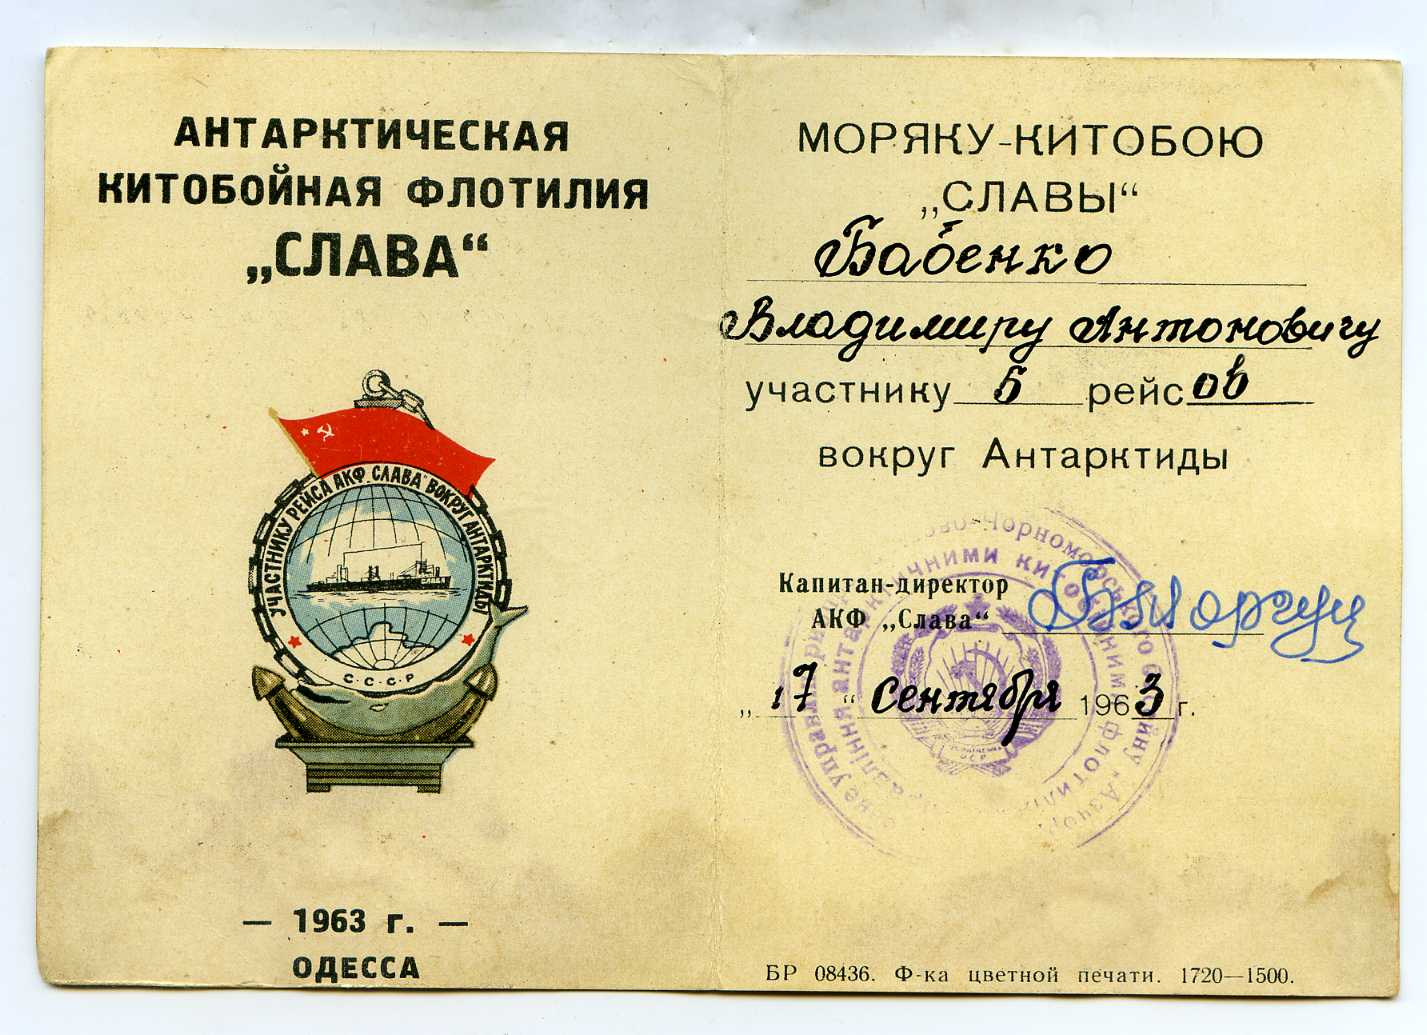 АНТАРКТИЧЕСКАЯ
КИТОБОЙНАЯ ФЛОТИЛИЯ
„СЛАВА“
УЧАСТНИКУ РЕЙСА АКФ „СЛАВА“ ВОКРУГ АНТАРКТИДЫ
С·С·С·Р
— 1963 г. —
ОДЕССА
МОРЯКУ-КИТОБОЮ
„СЛАВЫ“
Бабенко
Владимиру Антоновичу
участнику 5 рейсов
вокруг Антарктиды
Капитан-директор
АКФ „Слава“
„17“ сентября 1963 г.
БР 08436. Ф-ка цветной печати. 1720—1500.